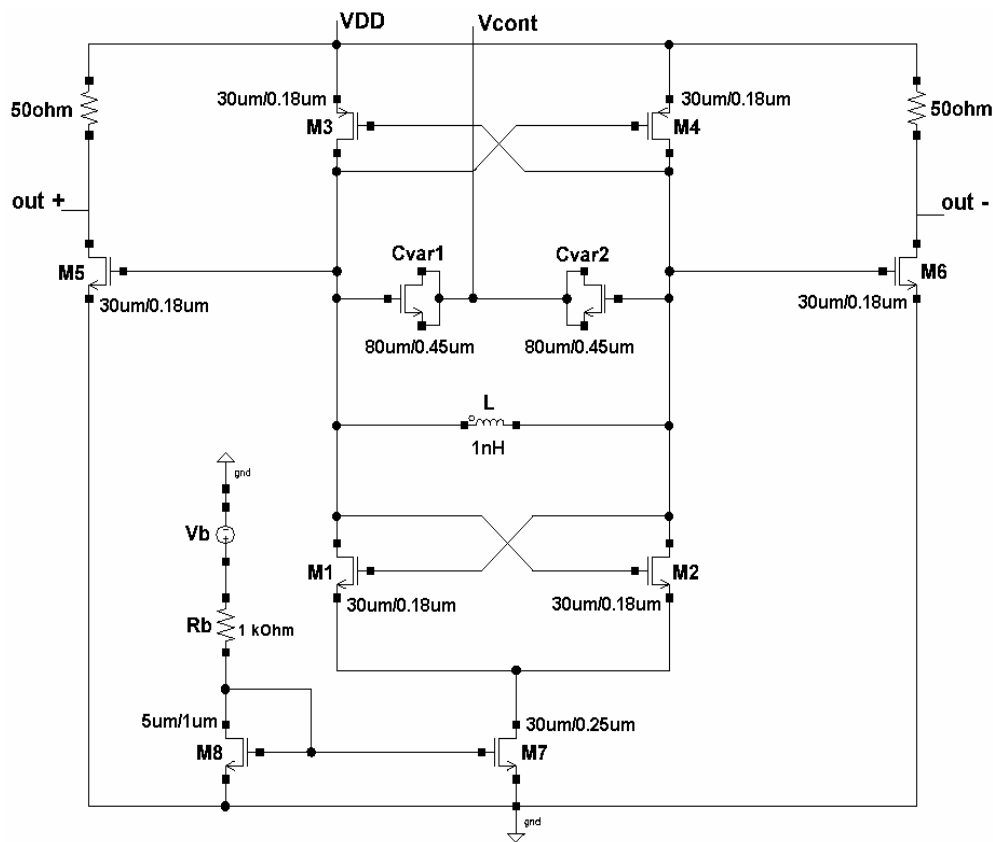 VDD
Vcont
30um/0.18um
30um/0.18um
50ohm
M3
M4
50ohm
out +
out -
Cvar1
Cvar2
M5
M6
30um/0.18um
30um/0.18um
80um/0.45um
80um/0.45um
L
1nH
gnd
Vb
M1
M2
30um/0.18um
30um/0.18um
Rb
1 kOhm
5um/1um
30um/0.25um
M8
M7
gnd